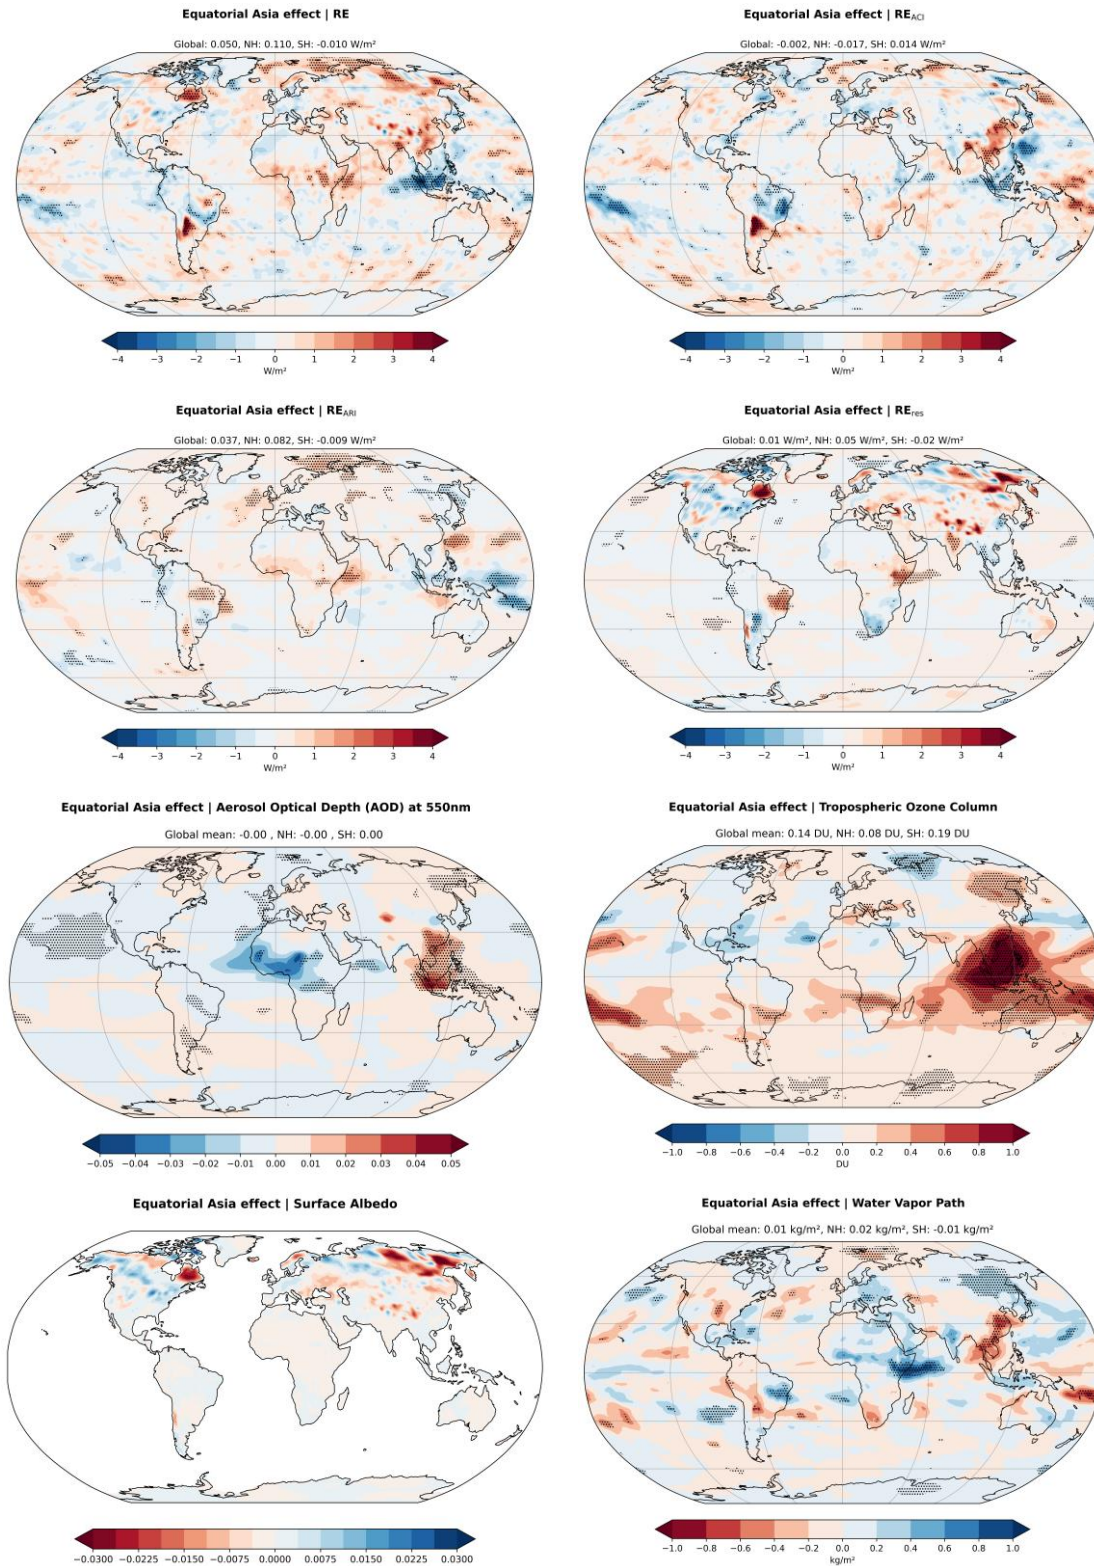 Equatorial Asia effect | RE
Global: 0.050, NH: 0.110, SH: -0.010 W/m²
−4 −3 −2 −1 0 1 2 3 4
W/m²
Equatorial Asia effect | RE_ACI
Global: -0.002, NH: -0.017, SH: 0.014 W/m²
−4 −3 −2 −1 0 1 2 3 4
W/m²
Equatorial Asia effect | RE_ARI
Global: 0.037, NH: 0.082, SH: -0.009 W/m²
−4 −3 −2 −1 0 1 2 3 4
W/m²
Equatorial Asia effect | RE_res
Global: 0.01 W/m², NH: 0.05 W/m², SH: -0.02 W/m²
−4 −3 −2 −1 0 1 2 3 4
W/m²
Equatorial Asia effect | Aerosol Optical Depth (AOD) at 550nm
Global mean: -0.00 , NH: -0.00 , SH: 0.00
−0.05 −0.04 −0.03 −0.02 −0.01 0.00 0.01 0.02 0.03 0.04 0.05
Equatorial Asia effect | Tropospheric Ozone Column
Global mean: 0.14 DU, NH: 0.08 DU, SH: 0.19 DU
−1.0 −0.8 −0.6 −0.4 −0.2 0.0 0.2 0.4 0.6 0.8 1.0
DU
Equatorial Asia effect | Surface Albedo
−0.0300 −0.0225 −0.0150 −0.0075 0.0000 0.0075 0.0150 0.0225 0.0300
Equatorial Asia effect | Water Vapor Path
Global mean: 0.01 kg/m², NH: 0.02 kg/m², SH: -0.01 kg/m²
−1.0 −0.8 −0.6 −0.4 −0.2 0.0 0.2 0.4 0.6 0.8 1.0
kg/m²